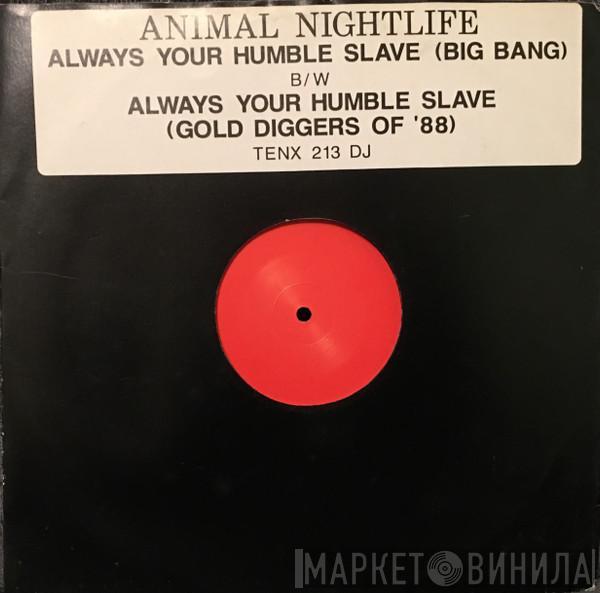 ANIMAL NIGHTLIFE
ALWAYS YOUR HUMBLE SLAVE (BIG BANG)
B/W
ALWAYS YOUR HUMBLE SLAVE
(GOLD DIGGERS OF '88)
TENX 213 DJ
МАРКЕТ ВИНИЛА